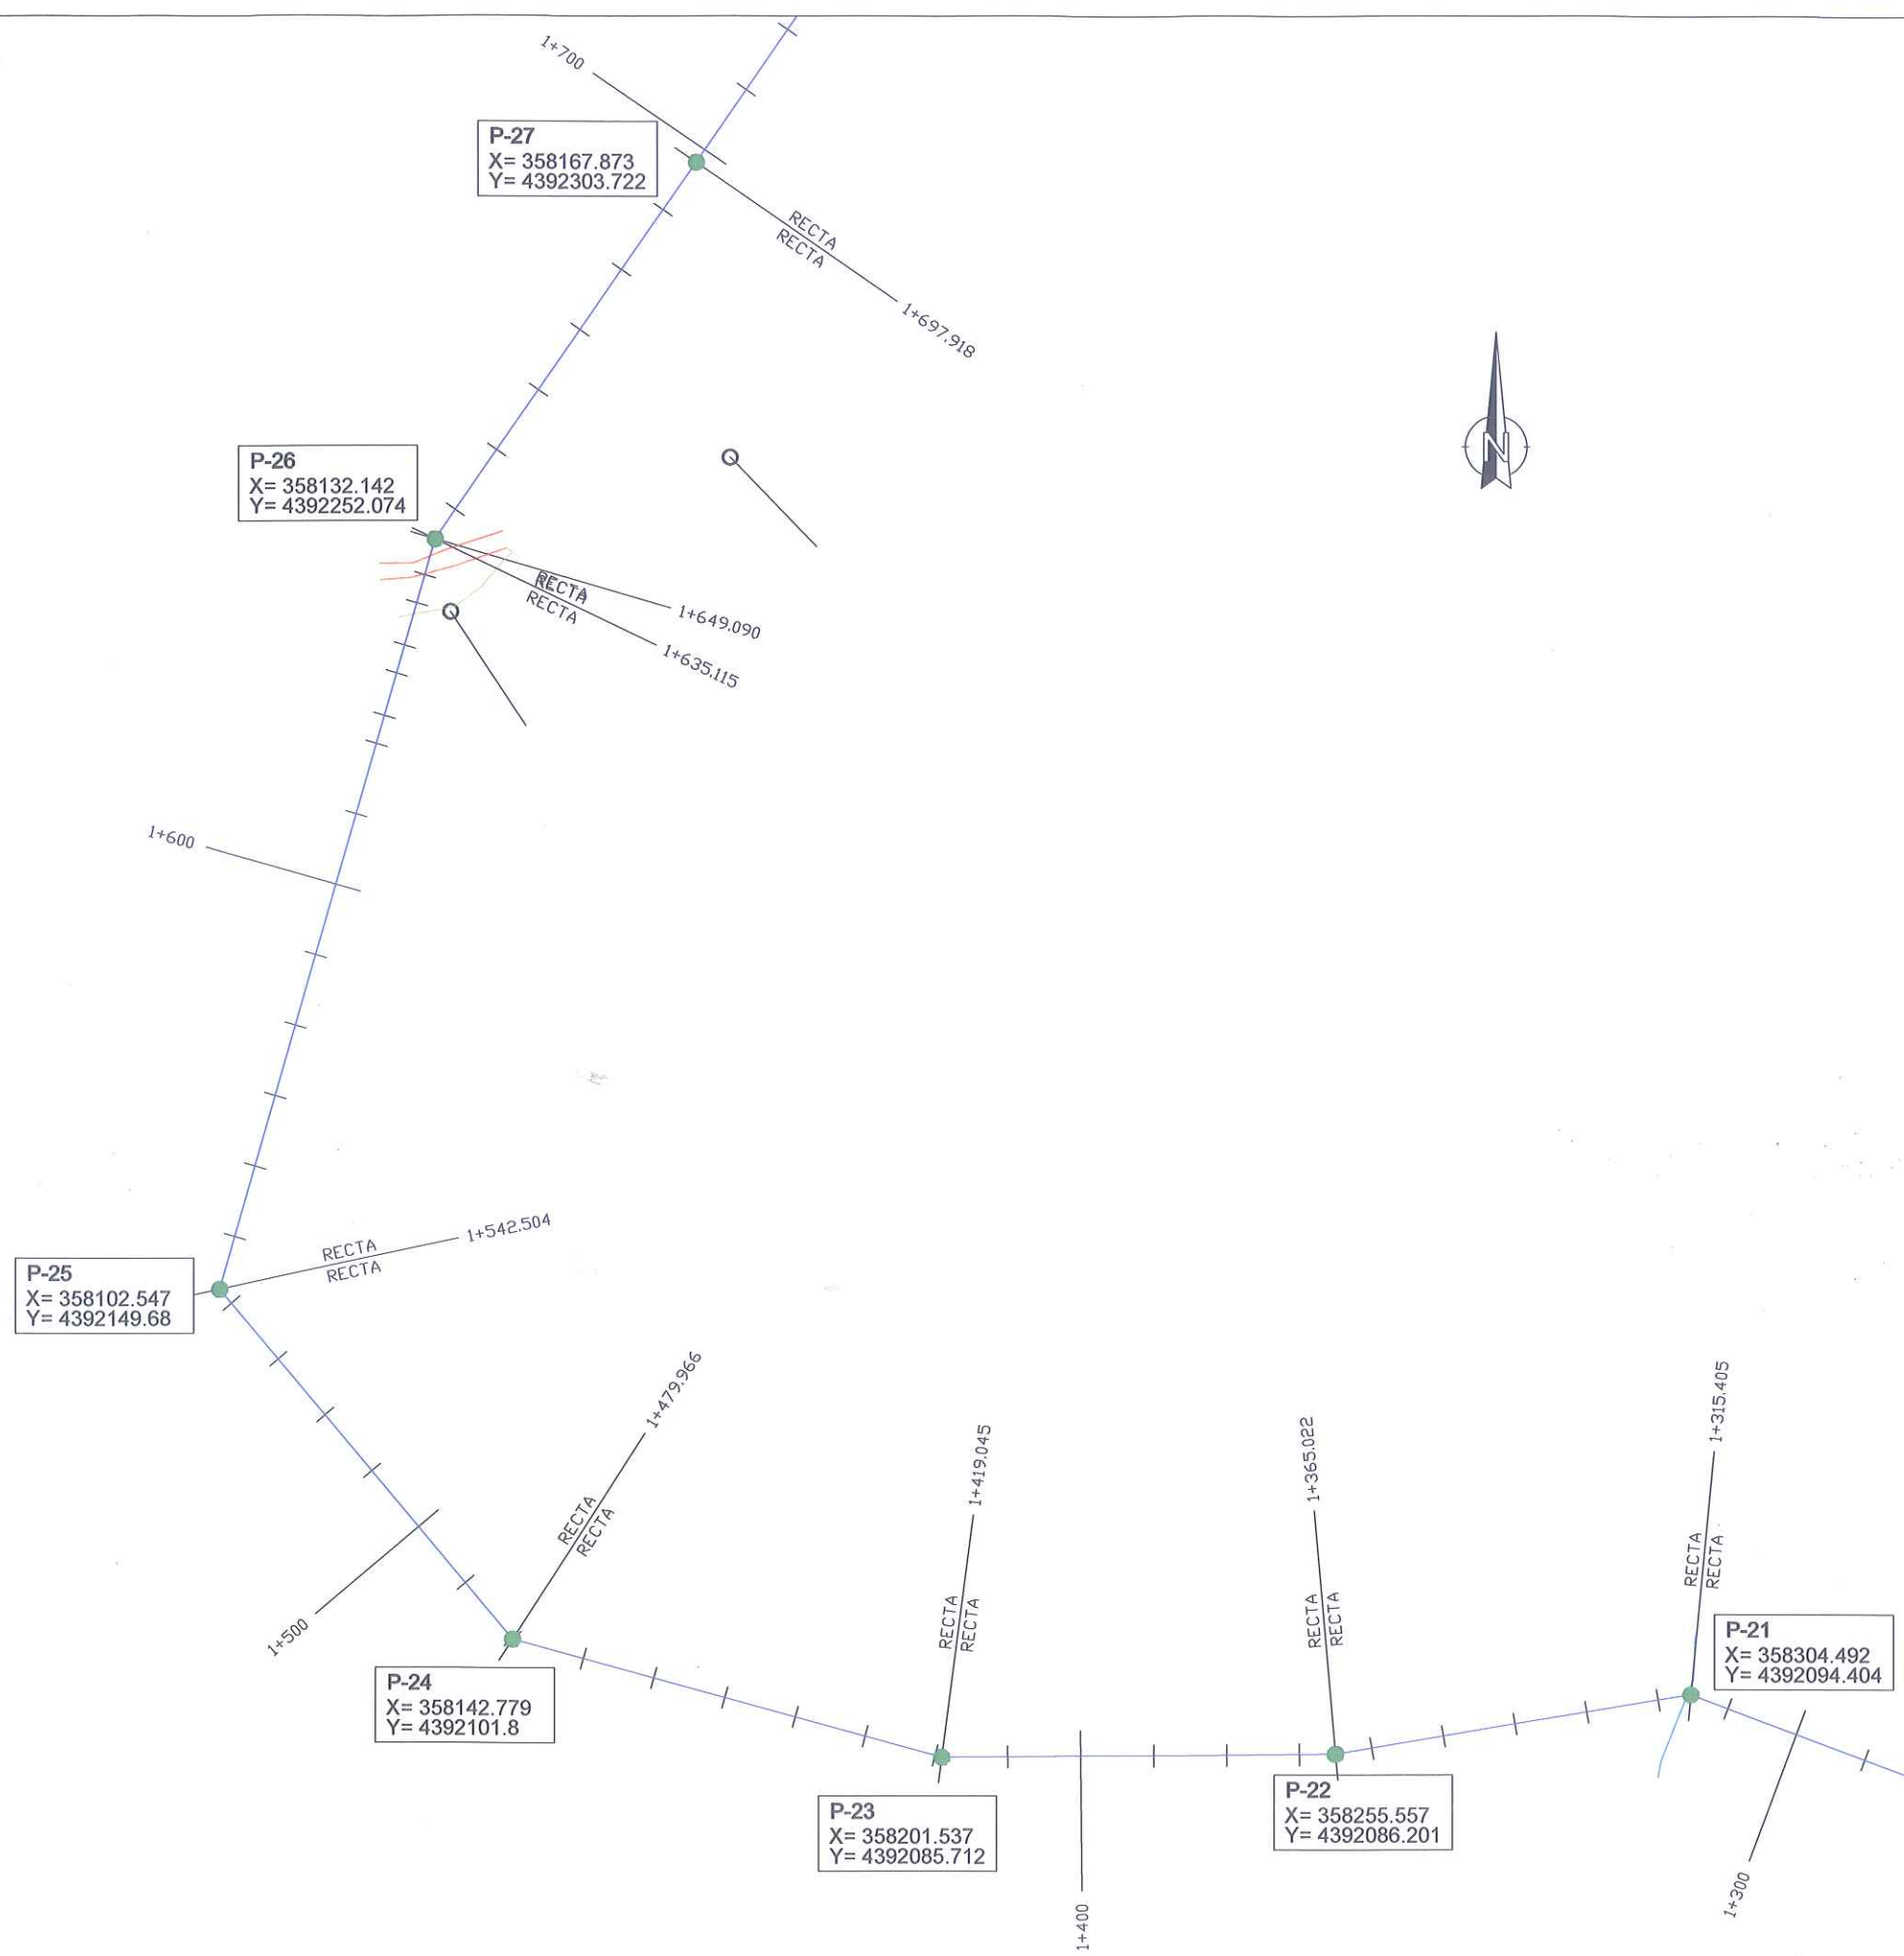 1+700
P-27
X= 358167.873
Y= 4392303.722
RECTA
RECTA
1+697.918
N
P-26
X= 358132.142
Y= 4392252.074
RECTA
RECTA
RECTA
1+649.090
1+635.115
1+600
1+542.504
RECTA
RECTA
P-25
X= 358102.547
Y= 4392149.68
1+479.966
RECTA
RECTA
1+500
P-24
X= 358142.779
Y= 4392101.8
1+419.045
RECTA
RECTA
P-23
X= 358201.537
Y= 4392085.712
1+400
1+365.022
RECTA
RECTA
P-22
X= 358255.557
Y= 4392086.201
1+315.405
RECTA
RECTA
P-21
X= 358304.492
Y= 4392094.404
1+300